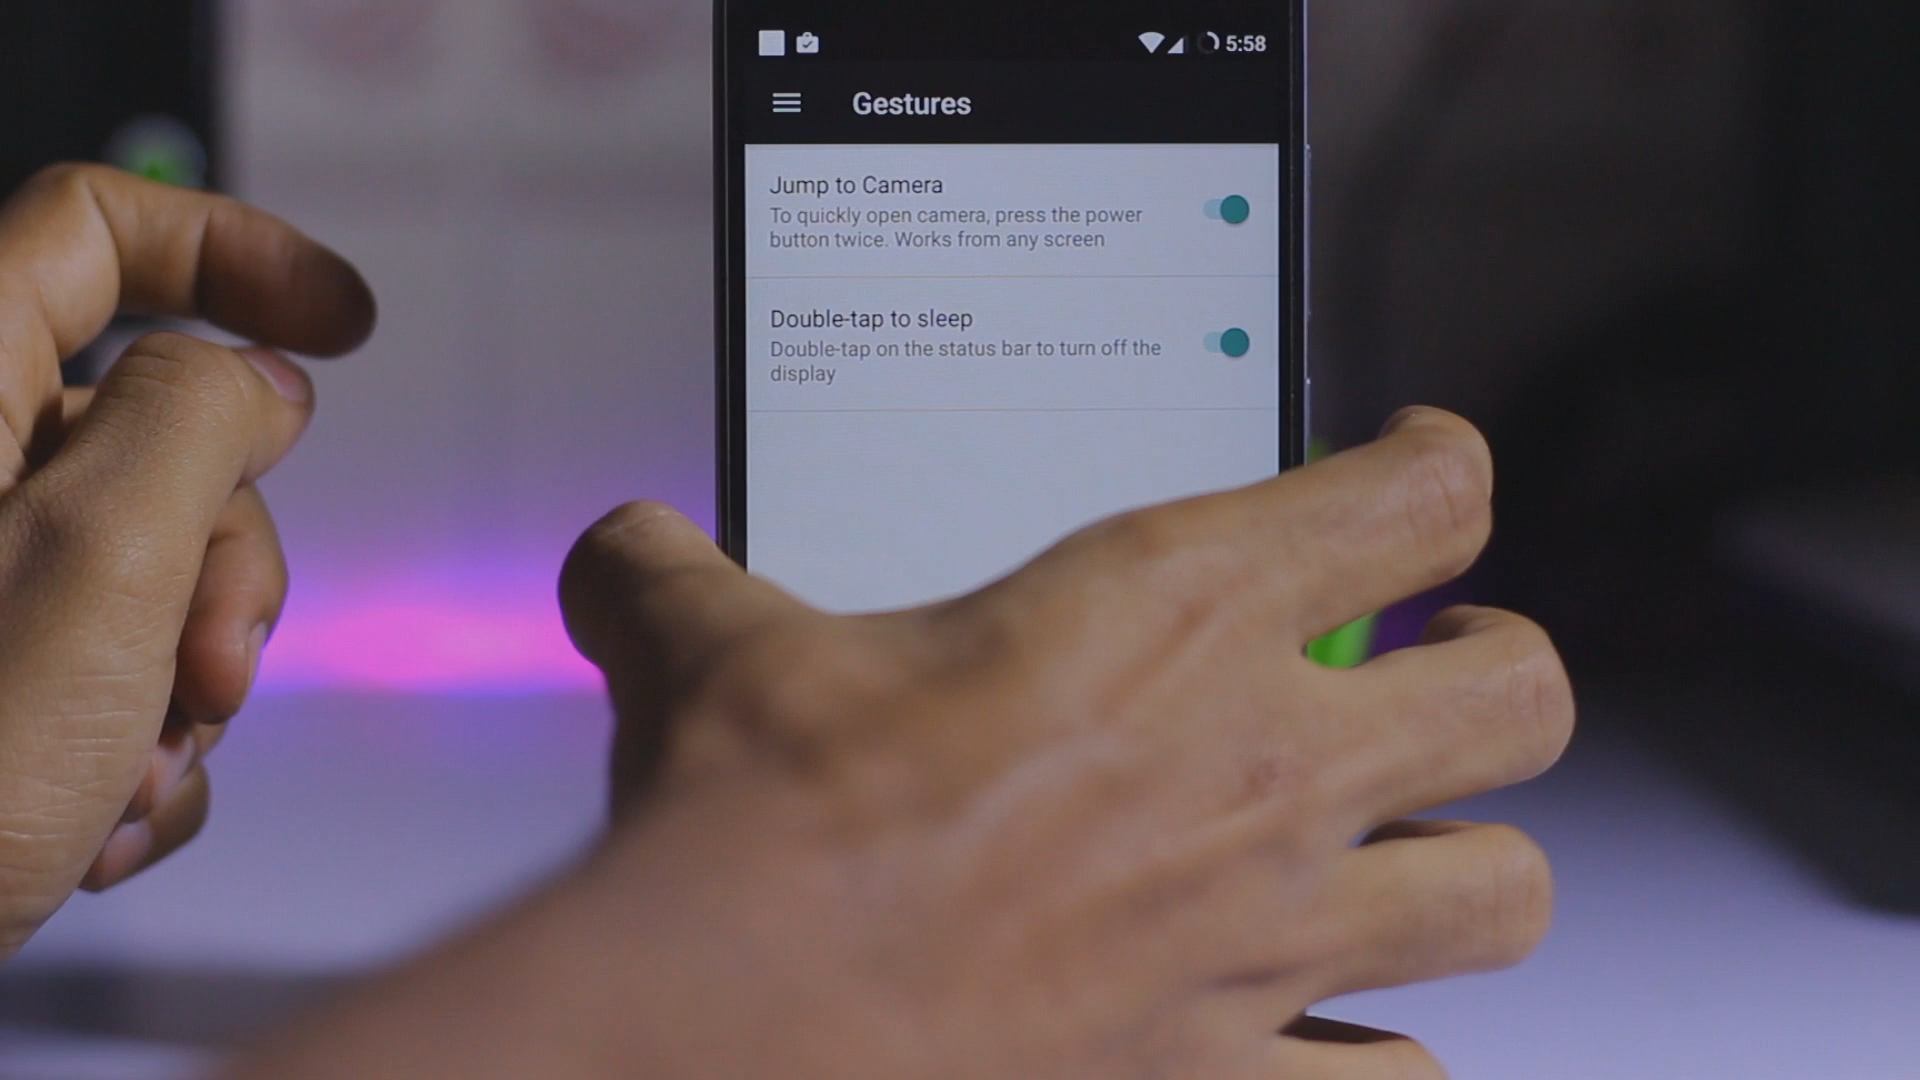 5:58
Gestures
Jump to Camera
To quickly open camera, press the power
button twice. Works from any screen
Double-tap to sleep
Double-tap on the status bar to turn off the
display